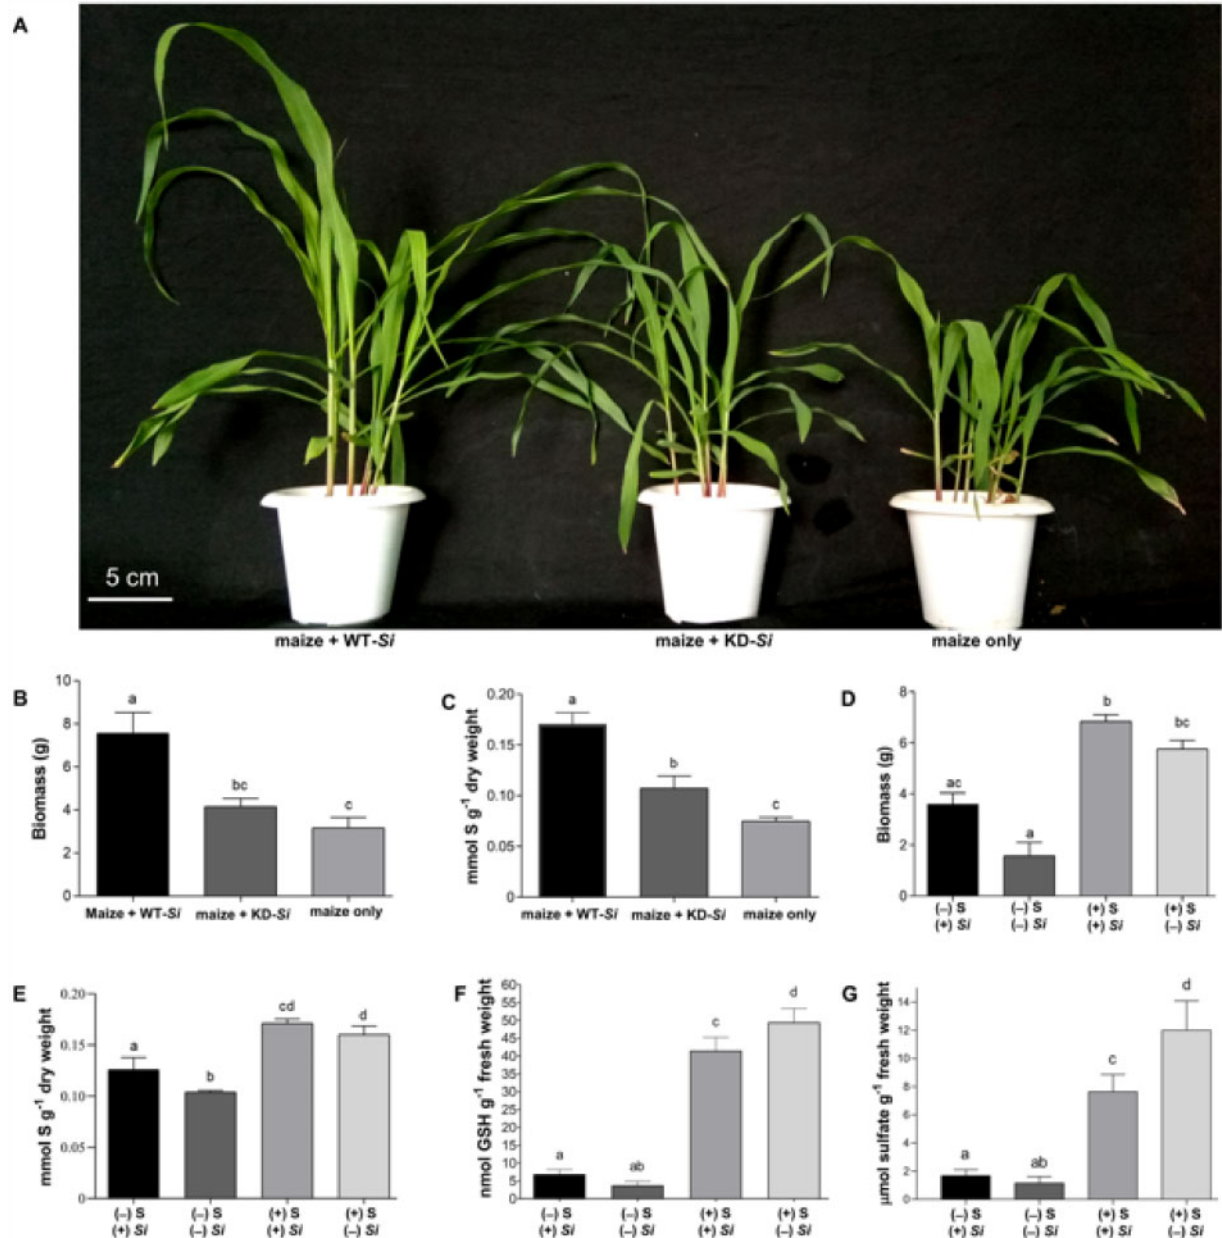 A
5 cm
maize + WT-Si
maize + KD-Si
maize only
B
Biomass (g)
10
8
6
4
2
0
a
bc
c
Maize + WT-Si
maize + KD-Si
maize only
C
mmol S g⁻¹ dry weight
0.20
0.15
0.10
0.05
0
a
b
c
maize + WT-Si
maize + KD-Si
maize only
D
Biomass (g)
8
6
4
2
0
ac
a
b
bc
(–) S
(+) Si
(–) S
(–) Si
(+) S
(+) Si
(+) S
(–) Si
E
mmol S g⁻¹ dry weight
0.20
0.15
0.10
0.05
0
a
b
cd
d
(–) S
(+) Si
(–) S
(–) Si
(+) S
(+) Si
(+) S
(–) Si
F
nmol GSH g⁻¹ fresh weight
60
55
50
45
40
35
30
25
20
15
10
5
0
a
ab
c
d
(–) S
(+) Si
(–) S
(–) Si
(+) S
(+) Si
(+) S
(–) Si
G
μmol sulfate g⁻¹ fresh weight
14
12
10
8
6
4
2
0
a
ab
c
d
(–) S
(+) Si
(–) S
(–) Si
(+) S
(+) Si
(+) S
(–) Si